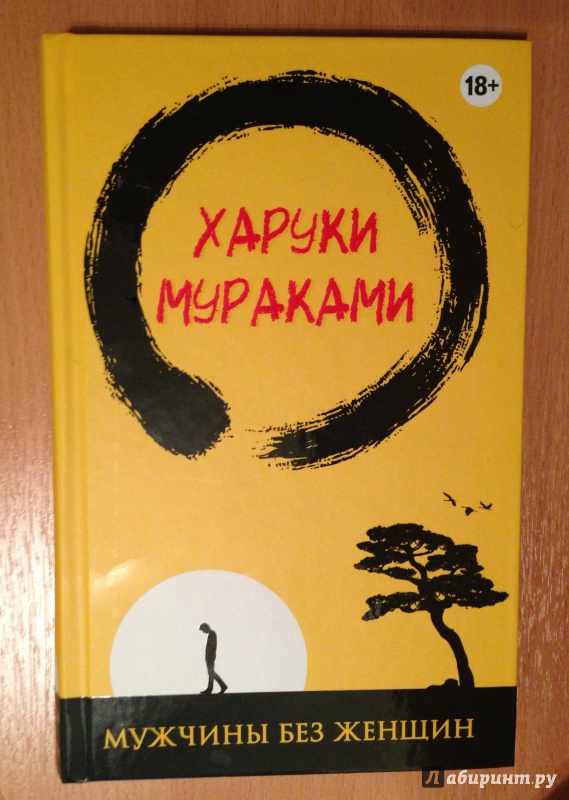 18+
ХАРУКИ
МУРАКАМИ
МУЖЧИНЫ БЕЗ ЖЕНЩИН
Лабиринт.ру